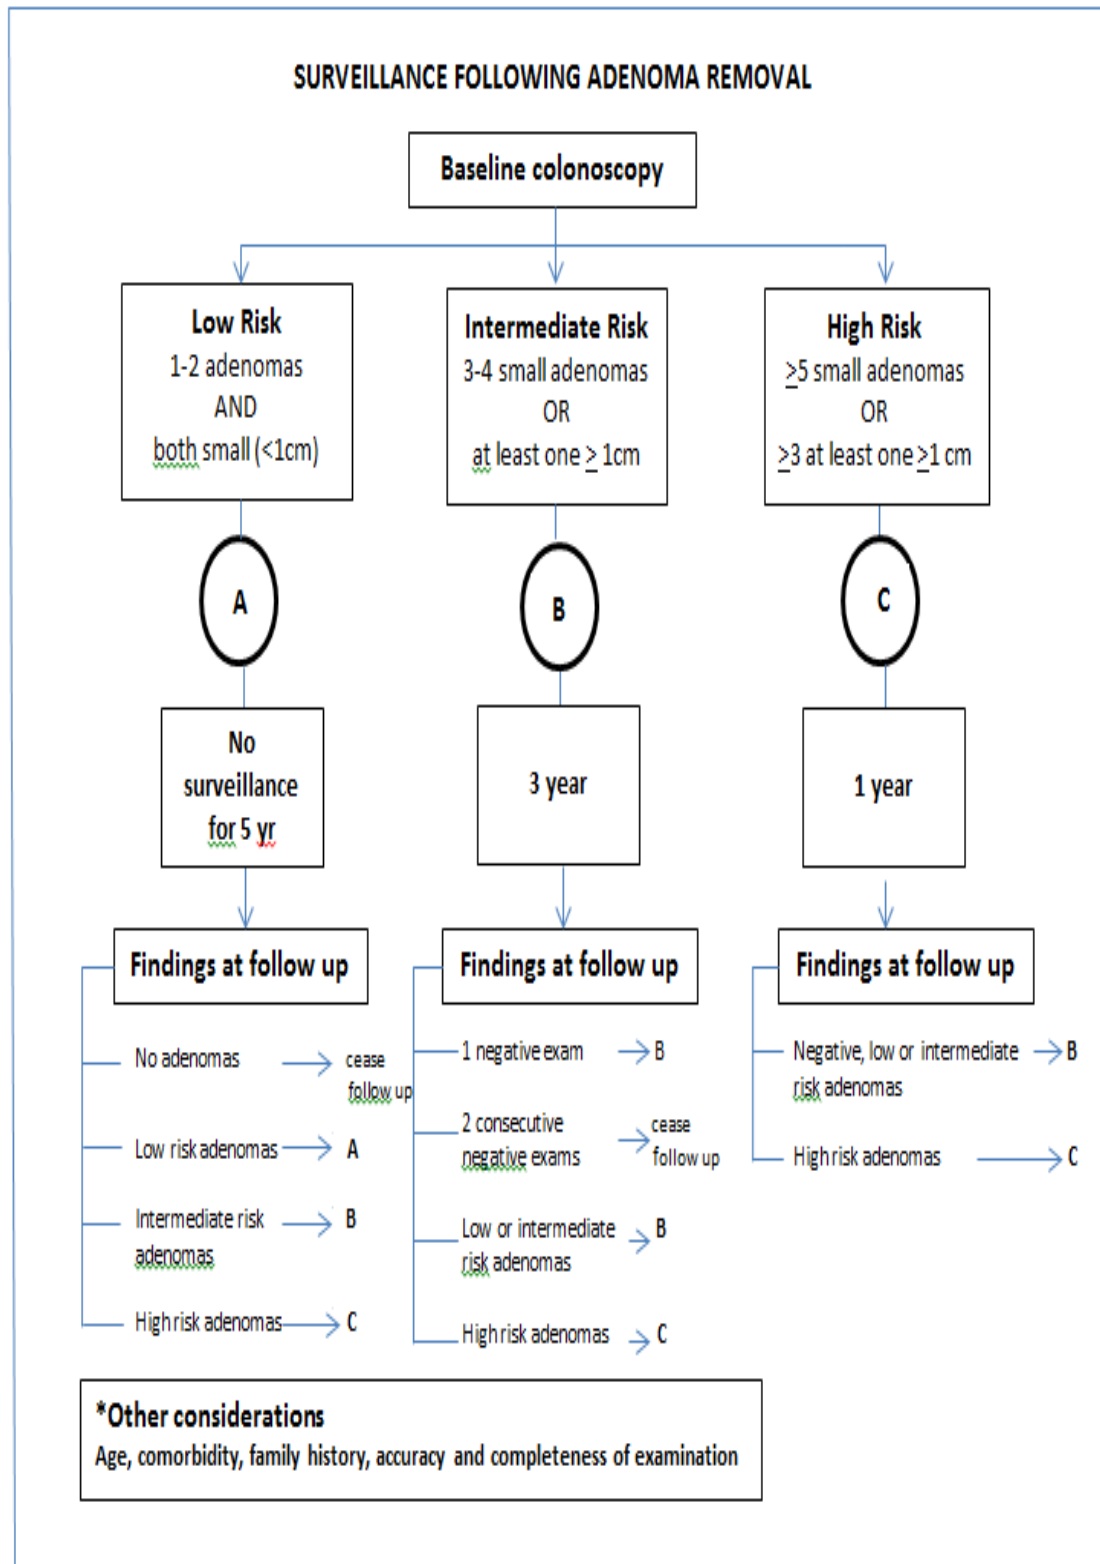 SURVEILLANCE FOLLOWING ADENOMA REMOVAL
Baseline colonoscopy
Low Risk
1-2 adenomas
AND
both small (<1cm)
Intermediate Risk
3-4 small adenomas
OR
at least one ≥ 1cm
High Risk
≥5 small adenomas
OR
≥3 at least one ≥1 cm
A
B
C
No
surveillance
for 5 yr
3 year
1 year
Findings at follow up
No adenomas
cease
follow up
Low risk adenomas
A
Intermediate risk
adenomas
B
High risk adenomas
C
Findings at follow up
1 negative exam
B
2 consecutive
negative exams
cease
follow up
Low or intermediate
risk adenomas
B
High risk adenomas
C
Findings at follow up
Negative, low or intermediate
risk adenomas
B
High risk adenomas
C
*Other considerations
Age, comorbidity, family history, accuracy and completeness of examination